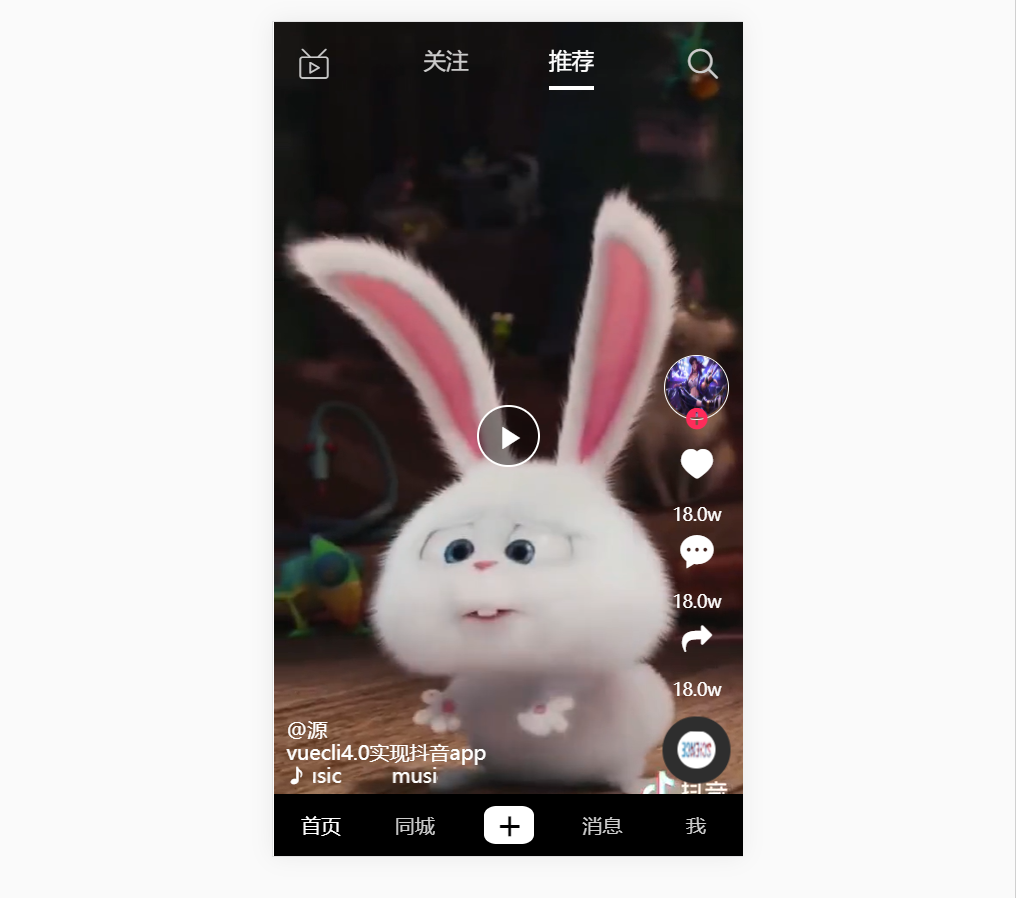 关注
推荐
18.0w
18.0w
18.0w
@源
vuecli4.0实现抖音app
usic musi
抖音
首页
同城
消息
我